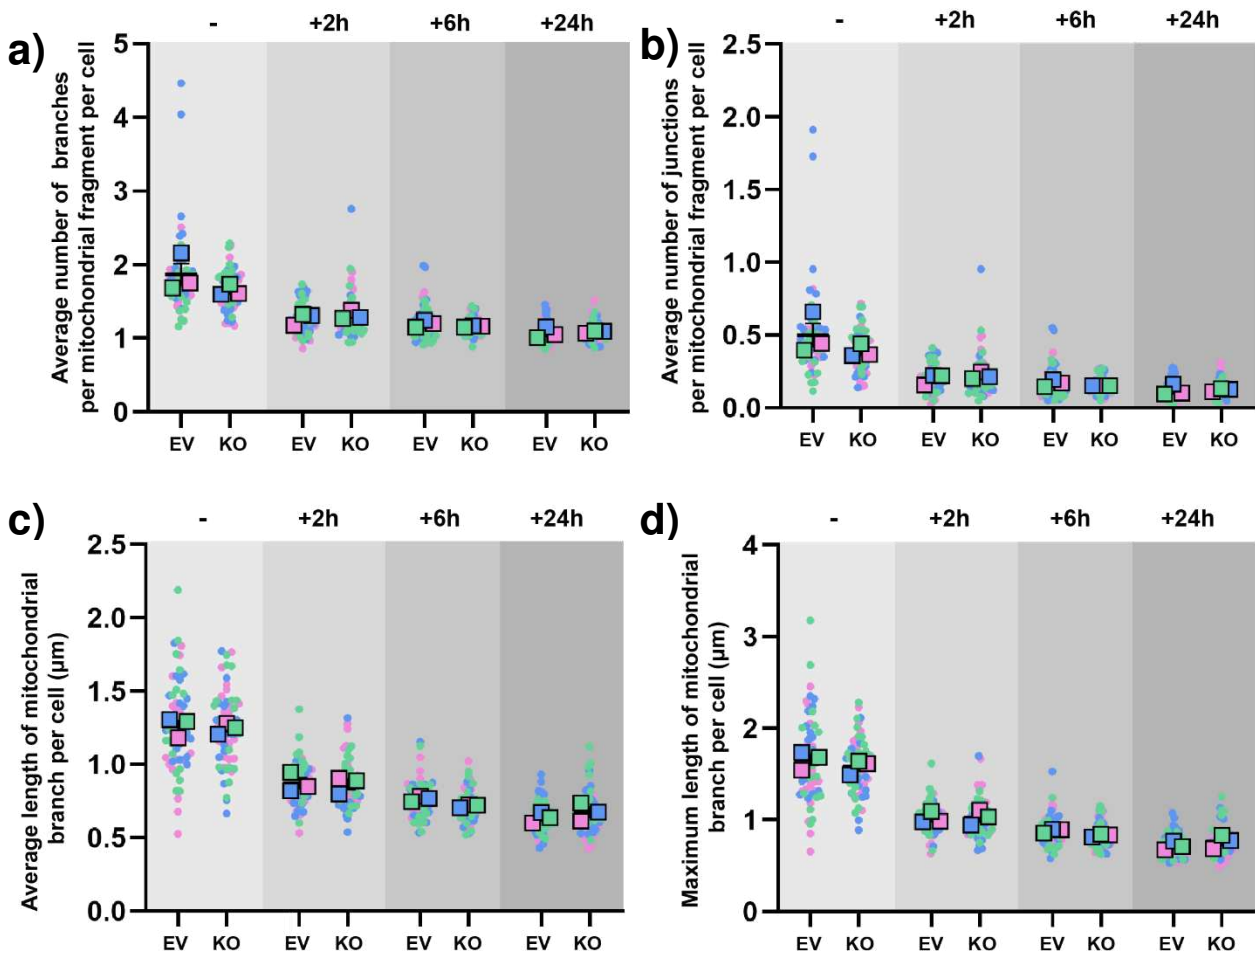 a)
- +2h +6h +24h
Average number of branches
per mitochondrial fragment per cell
5
4
3
2
1
0
EV KO EV KO EV KO EV KO
b)
- +2h +6h +24h
Average number of junctions
per mitochondrial fragment per cell
2.5
2.0
1.5
1.0
0.5
0.0
EV KO EV KO EV KO EV KO
c)
- +2h +6h +24h
Average length of mitochondrial
branch per cell (µm)
2.5
2.0
1.5
1.0
0.5
0.0
EV KO EV KO EV KO EV KO
d)
- +2h +6h +24h
Maximum length of mitochondrial
branch per cell (µm)
4
3
2
1
0
EV KO EV KO EV KO EV KO